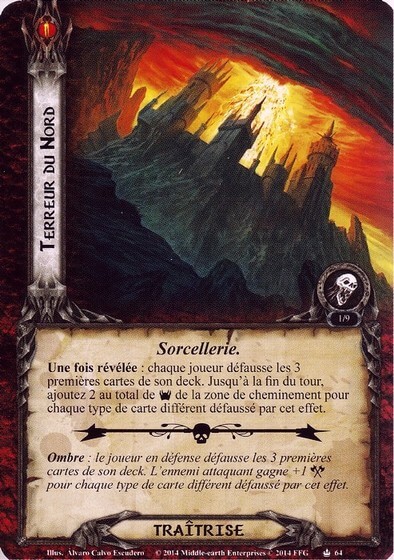 TERREUR DU NORD
1/9
Sorcellerie.
Une fois révélée : chaque joueur défausse les 3
premières cartes de son deck. Jusqu'à la fin du tour,
ajoutez 2 au total de de la zone de cheminement pour
chaque type de carte différent défaussé par cet effet.
Ombre : le joueur en défense défausse les 3 premières
cartes de son deck. L'ennemi attaquant gagne +1
pour chaque type de carte différent défaussé par cet effet.
TRAÎTRISE
Illus. Álvaro Calvo Escudero © 2014 Middle-earth Enterprises © 2014 FFG 64